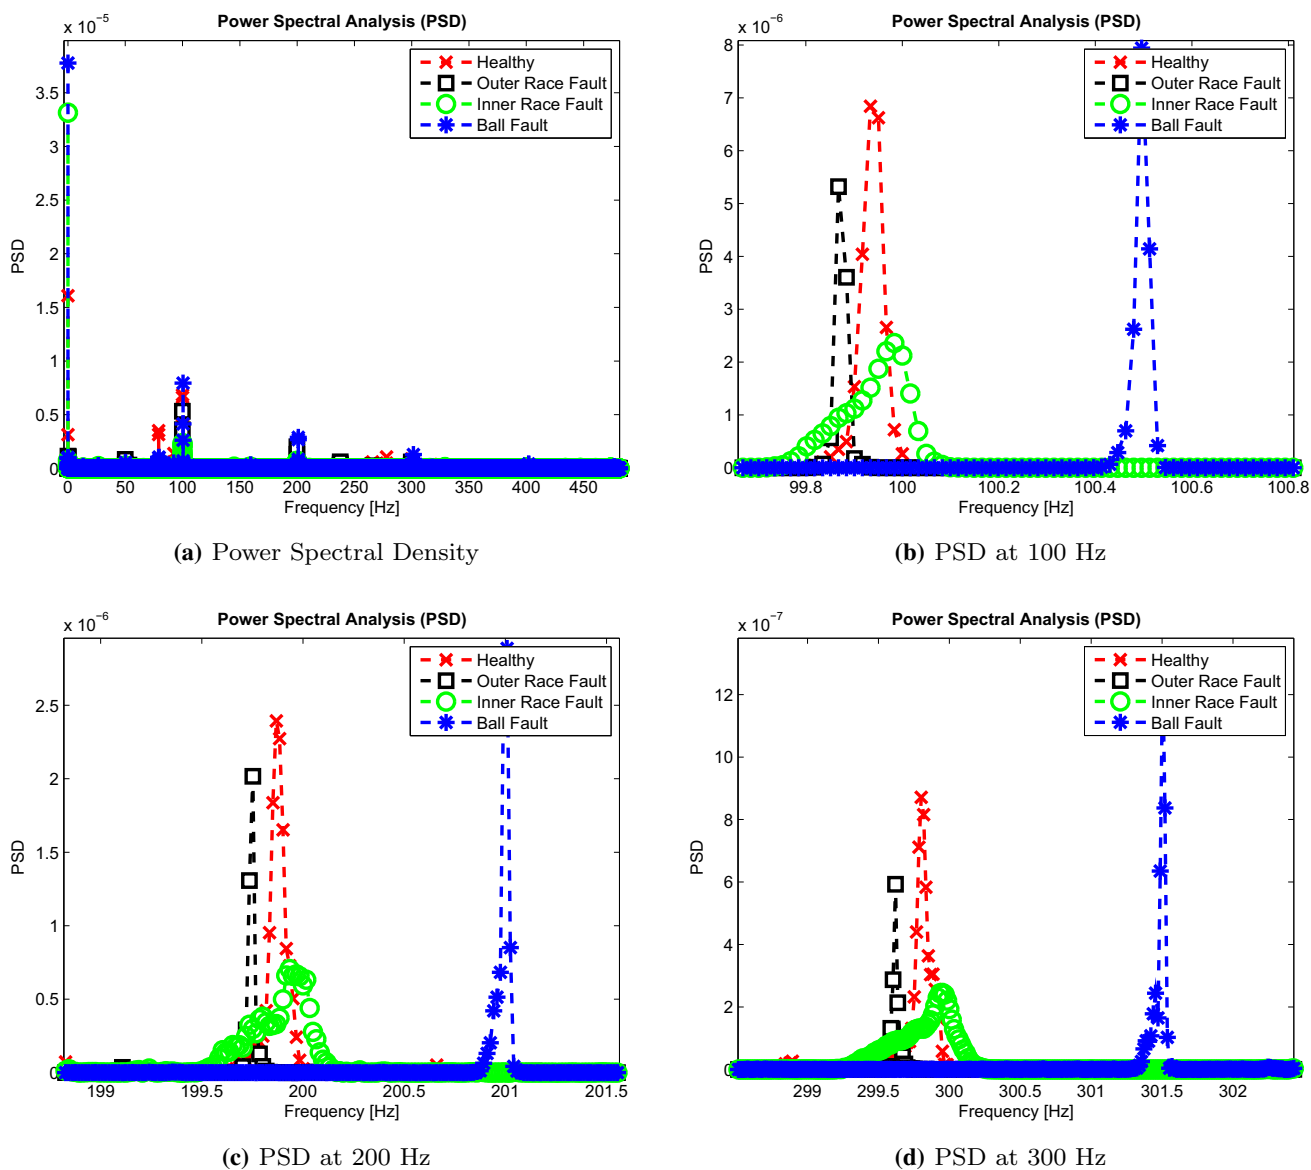 Power Spectral Analysis (PSD)
x 10−5
3.5
3
2.5
2
1.5
1
0.5
0
PSD
0 50 100 150 200 250 300 350 400 450
Frequency [Hz]
Healthy
Outer Race Fault
Inner Race Fault
Ball Fault
(a) Power Spectral Density
Power Spectral Analysis (PSD)
x 10−6
8
7
6
5
4
3
2
1
0
PSD
99.8 100 100.2 100.4 100.6 100.8
Frequency [Hz]
Healthy
Outer Race Fault
Inner Race Fault
Ball Fault
(b) PSD at 100 Hz
Power Spectral Analysis (PSD)
x 10−6
2.5
2
1.5
1
0.5
0
PSD
199 199.5 200 200.5 201 201.5
Frequency [Hz]
Healthy
Outer Race Fault
Inner Race Fault
Ball Fault
(c) PSD at 200 Hz
Power Spectral Analysis (PSD)
x 10−7
12
10
8
6
4
2
0
PSD
299 299.5 300 300.5 301 301.5 302
Frequency [Hz]
Healthy
Outer Race Fault
Inner Race Fault
Ball Fault
(d) PSD at 300 Hz